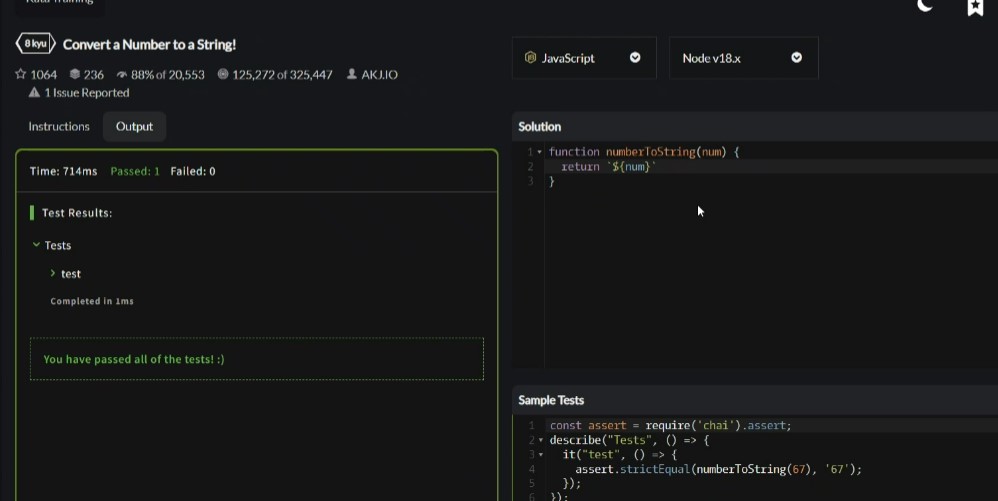 Kata Training
8 kyu Convert a Number to a String!
1064 236 88% of 20,553 125,272 of 325,447 AKJ.IO
1 Issue Reported
Instructions Output
Time: 714ms Passed: 1 Failed: 0
Test Results:
Tests
test
Completed in 1ms
You have passed all of the tests! :)
JavaScript Node v18.x
Solution
1 function numberToString(num) {
2 return `${num}`
3 }
Sample Tests
1 const assert = require('chai').assert;
2 describe("Tests", () => {
3 it("test", () => {
4 assert.strictEqual(numberToString(67), '67');
5 });
6 });